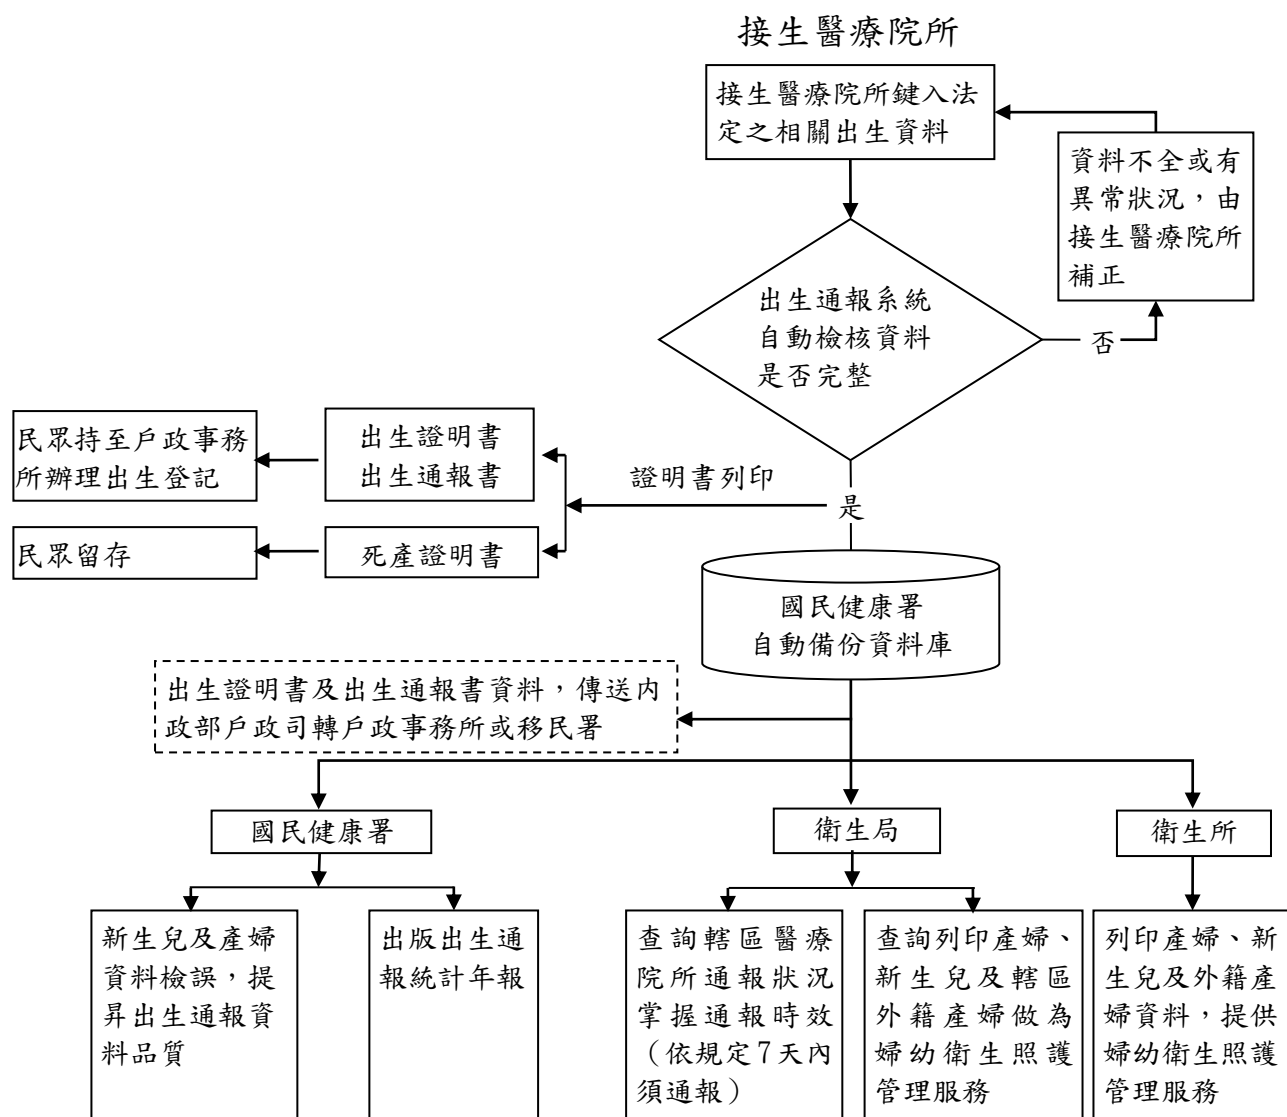 接生醫療院所
接生醫療院所鍵入法
定之相關出生資料
資料不全或有
異常狀況，由
接生醫療院所
補正
出生通報系統
自動檢核資料
是否完整
否
民眾持至戶政事務
所辦理出生登記
出生證明書
出生通報書
證明書列印
是
民眾留存
死產證明書
國民健康署
自動備份資料庫
出生證明書及出生通報書資料，傳送內
政部戶政司轉戶政事務所或移民署
國民健康署
衛生局
衛生所
新生兒及產婦
資料檢誤，提
昇出生通報資
料品質
出版出生通
報統計年報
查詢轄區醫療
院所通報狀況
掌握通報時效
（依規定7天內
須通報）
查詢列印產婦、
新生兒及轄區
外籍產婦做為
婦幼衛生照護
管理服務
列印產婦、新
生兒及外籍產
婦資料，提供
婦幼衛生照護
管理服務